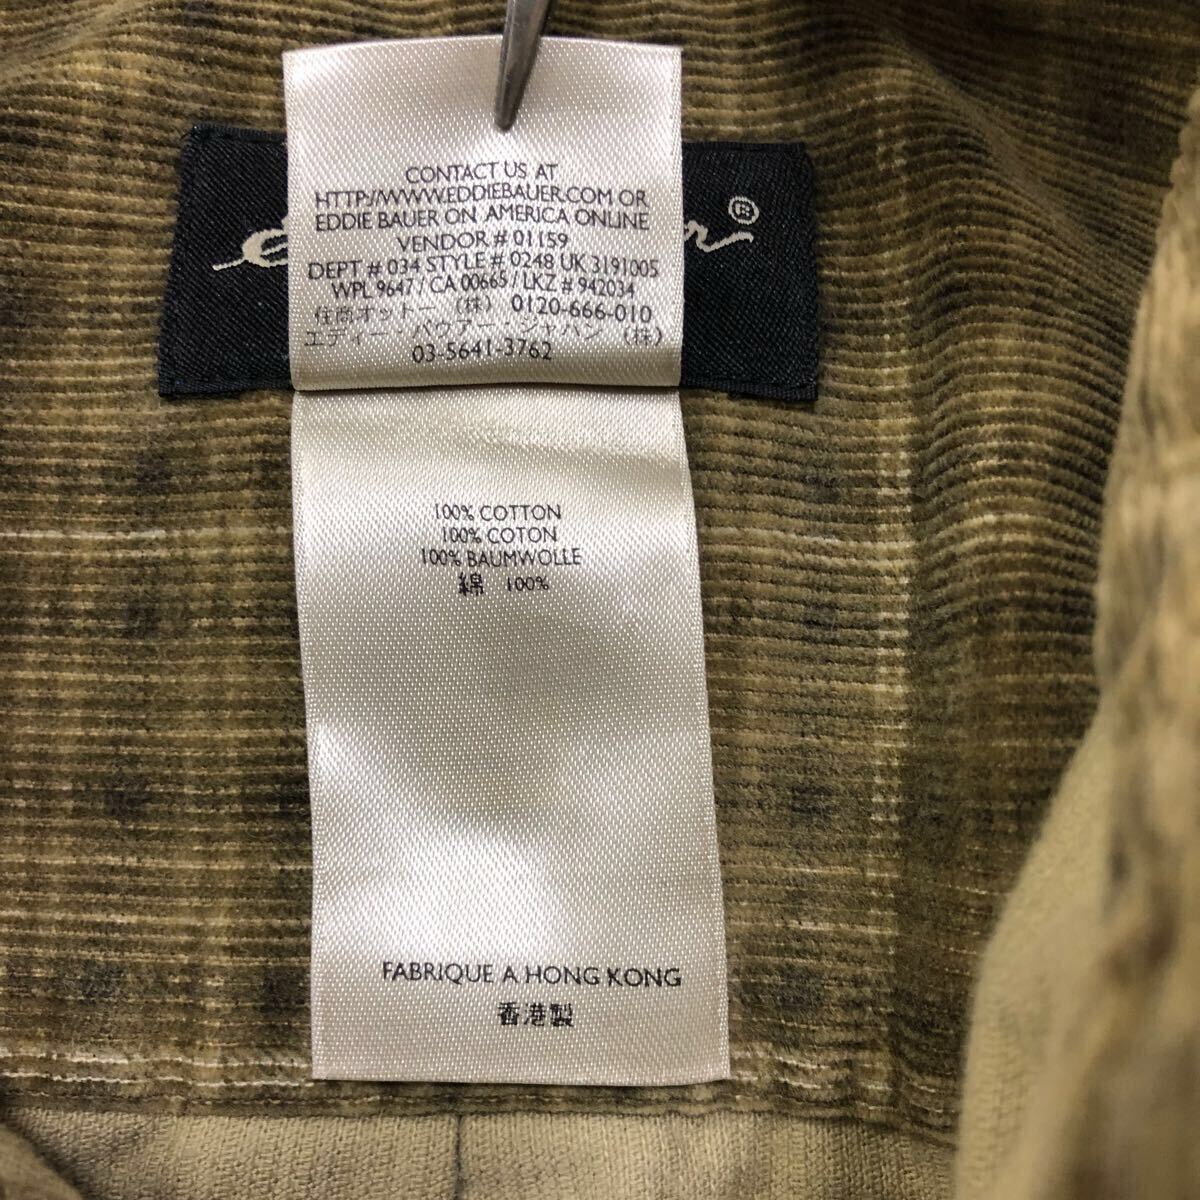 CONTACT US AT
HTTP://WWW.EDDIEBAUER.COM OR
EDDIE BAUER ON AMERICA ONLINE
VENDOR # 01159
DEPT # 034 STYLE # 0248 UK 3191005
WPL 9647 / CA 00665 / LKZ # 942034
住商オットー (株) 0120-666-010
エディー・バウアー・ジャパン (株)
03-5641-3762
100% COTTON
100% COTON
100% BAUMWOLLE
綿 100%
FABRIQUE A HONG KONG
香港製